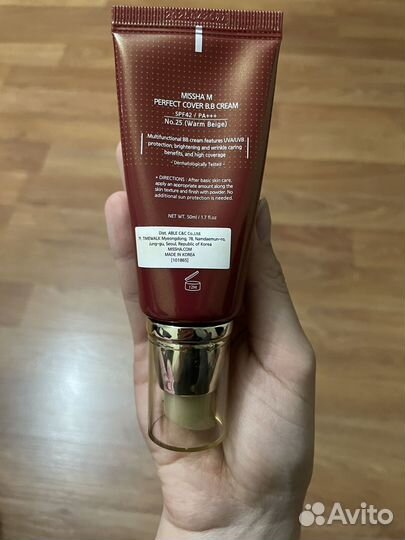 MISSHA M
PERFECT COVER B.B CREAM
SPF42 / PA+++
No.25 (Warm Beige)
Multifunctional BB cream features UVA/UVB
protection, brightening and wrinkle caring
benefits, and high coverage
• Dermatologically Tested •
• DIRECTIONS : After basic skin care,
apply an appropriate amount along the
skin texture and finish with powder. No
additional sun protection is needed.
NET WT. 50ml / 1.7 fl.oz
Dist. ABLE C&C Co.,Ltd.
TIMEWALK Myeongdong, 78, Namdaemun-ro,
Jung-gu, Seoul, Republic of Korea
MISSHA.COM
MADE IN KOREA
[101865]
12M
Avito